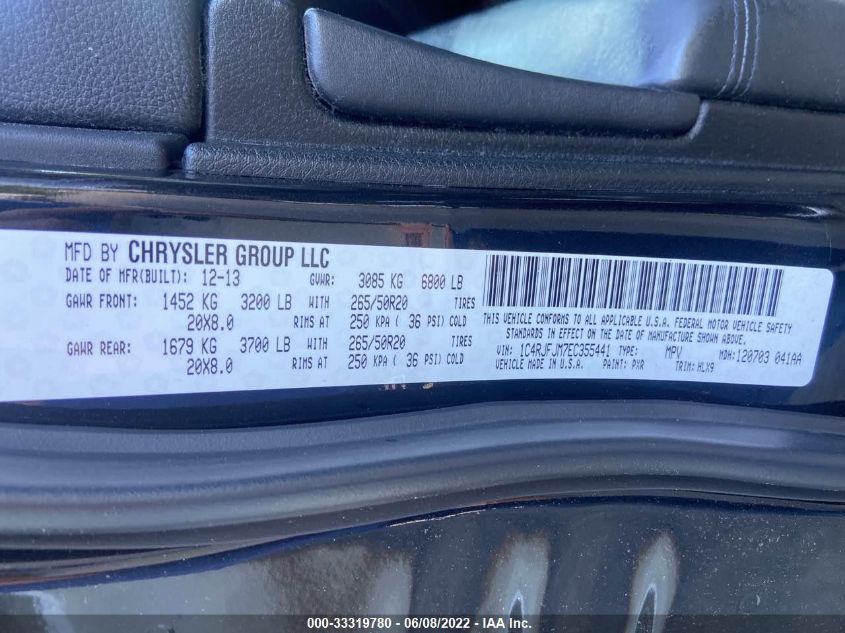 MFD BY CHRYSLER GROUP LLC
DATE OF MFR(BUILT): 12-13 GVWR: 3085 KG 6800 LB
GAWR FRONT: 1452 KG 3200 LB WITH 265/50R20 TIRES
20X8.0 RIMS AT 250 KPA ( 36 PSI) COLD
GAWR REAR: 1679 KG 3700 LB WITH 265/50R20 TIRES
20X8.0 RIMS AT 250 KPA ( 36 PSI) COLD
THIS VEHICLE CONFORMS TO ALL APPLICABLE U.S.A. FEDERAL MOTOR VEHICLE SAFETY
STANDARDS IN EFFECT ON THE DATE OF MANUFACTURE SHOWN ABOVE.
VIN: 1C4RJFJM7EC355441 TYPE: MPV MDH: 120703 041AA
VEHICLE MADE IN U.S.A. PAINT: PXR TRIM: HLX9
000-33319780 - 06/08/2022 - IAA Inc.